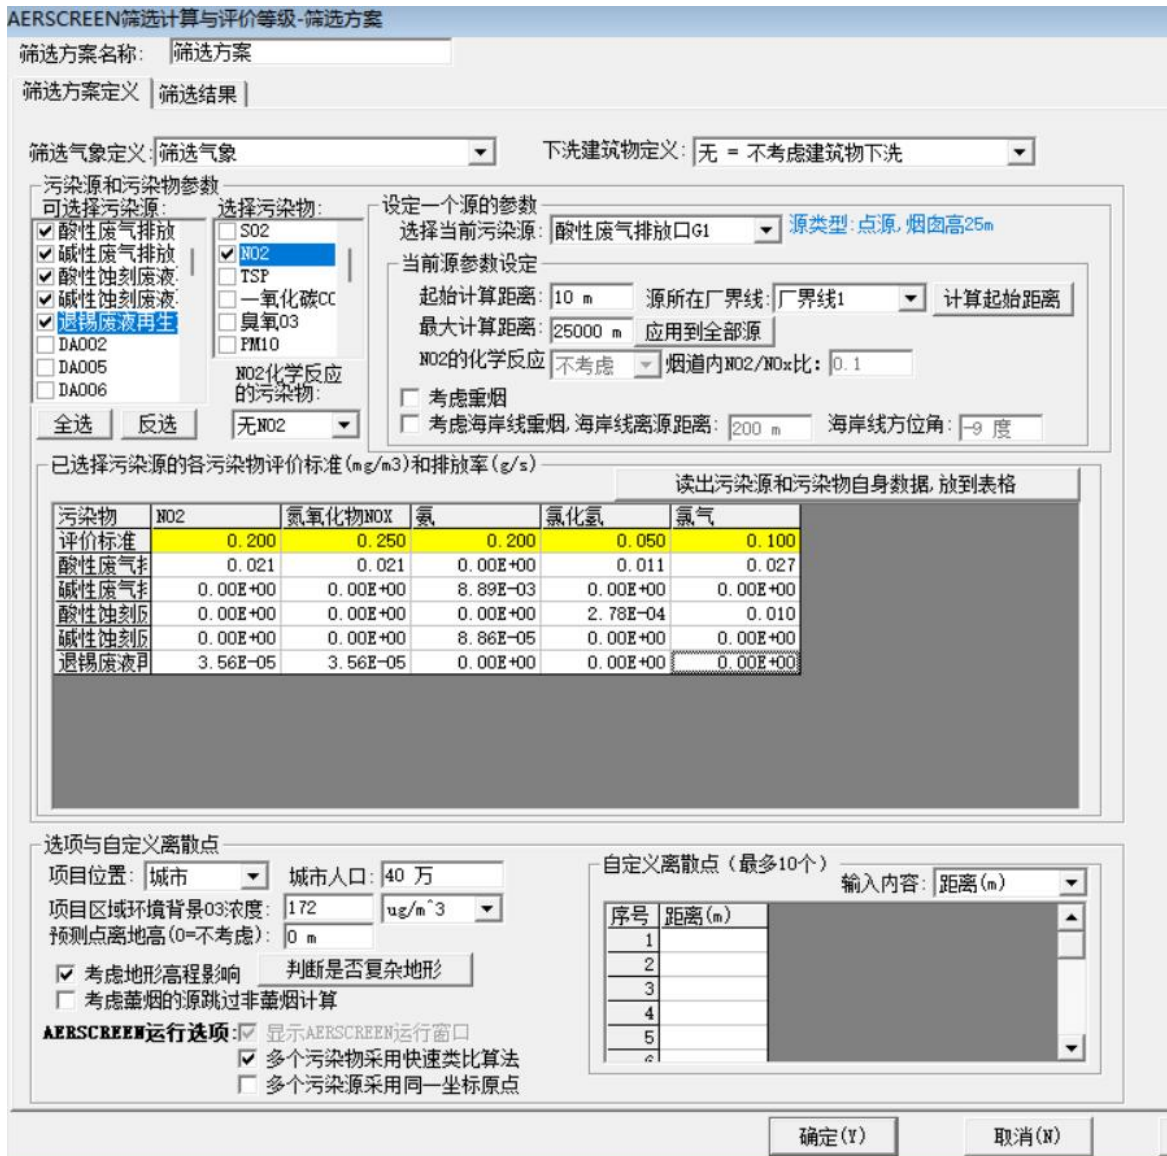 AERSCREEN筛选计算与评价等级-筛选方案
筛选方案名称: 筛选方案
筛选方案定义 筛选结果
筛选气象定义: 筛选气象 下洗建筑物定义: 无 = 不考虑建筑物下洗
污染源和污染物参数
可选择污染源: 选择污染物:
酸性废气排放 SO2
碱性废气排放 NO2
酸性蚀刻废液 TSP
碱性蚀刻废液 一氧化碳CO
退锡废液再生 臭氧O3
DA002 PM10
DA005
DA006
NO2化学反应
的污染物:
全选 反选 无NO2
设定一个源的参数
选择当前污染源: 酸性废气排放口G1 源类型:点源,烟囱高25m
当前源参数设定
起始计算距离: 10 m 源所在厂界线: 厂界线1 计算起始距离
最大计算距离: 25000 m 应用到全部源
NO2的化学反应 不考虑 烟道内NO2/NOx比: 0.1
考虑熏烟
考虑海岸线熏烟,海岸线离源距离: 200 m 海岸线方位角: -9 度
已选择污染源的各污染物评价标准(mg/m3)和排放率(g/s)
读出污染源和污染物自身数据,放到表格
污染物 NO2 氮氧化物NOX 氨 氯化氢 氯气
评价标准 0.200 0.250 0.200 0.050 0.100
酸性废气排 0.021 0.021 0.00E+00 0.011 0.027
碱性废气排 0.00E+00 0.00E+00 8.89E-03 0.00E+00 0.00E+00
酸性蚀刻废 0.00E+00 0.00E+00 0.00E+00 2.78E-04 0.010
碱性蚀刻废 0.00E+00 0.00E+00 8.86E-05 0.00E+00 0.00E+00
退锡废液再 3.56E-05 3.56E-05 0.00E+00 0.00E+00 0.00E+00
选项与自定义离散点
项目位置: 城市 城市人口: 40 万
项目区域环境背景O3浓度: 172 ug/m^3
预测点离地高(0=不考虑): 0 m
考虑地形高程影响 判断是否复杂地形
考虑薰烟的源跳过非薰烟计算
AERSCREEN运行选项: 显示AERSCREEN运行窗口
多个污染物采用快速类比算法
多个污染源采用同一坐标原点
自定义离散点（最多10个）
输入内容: 距离(m)
序号 距离(m)
1
2
3
4
5
确定(Y) 取消(N)